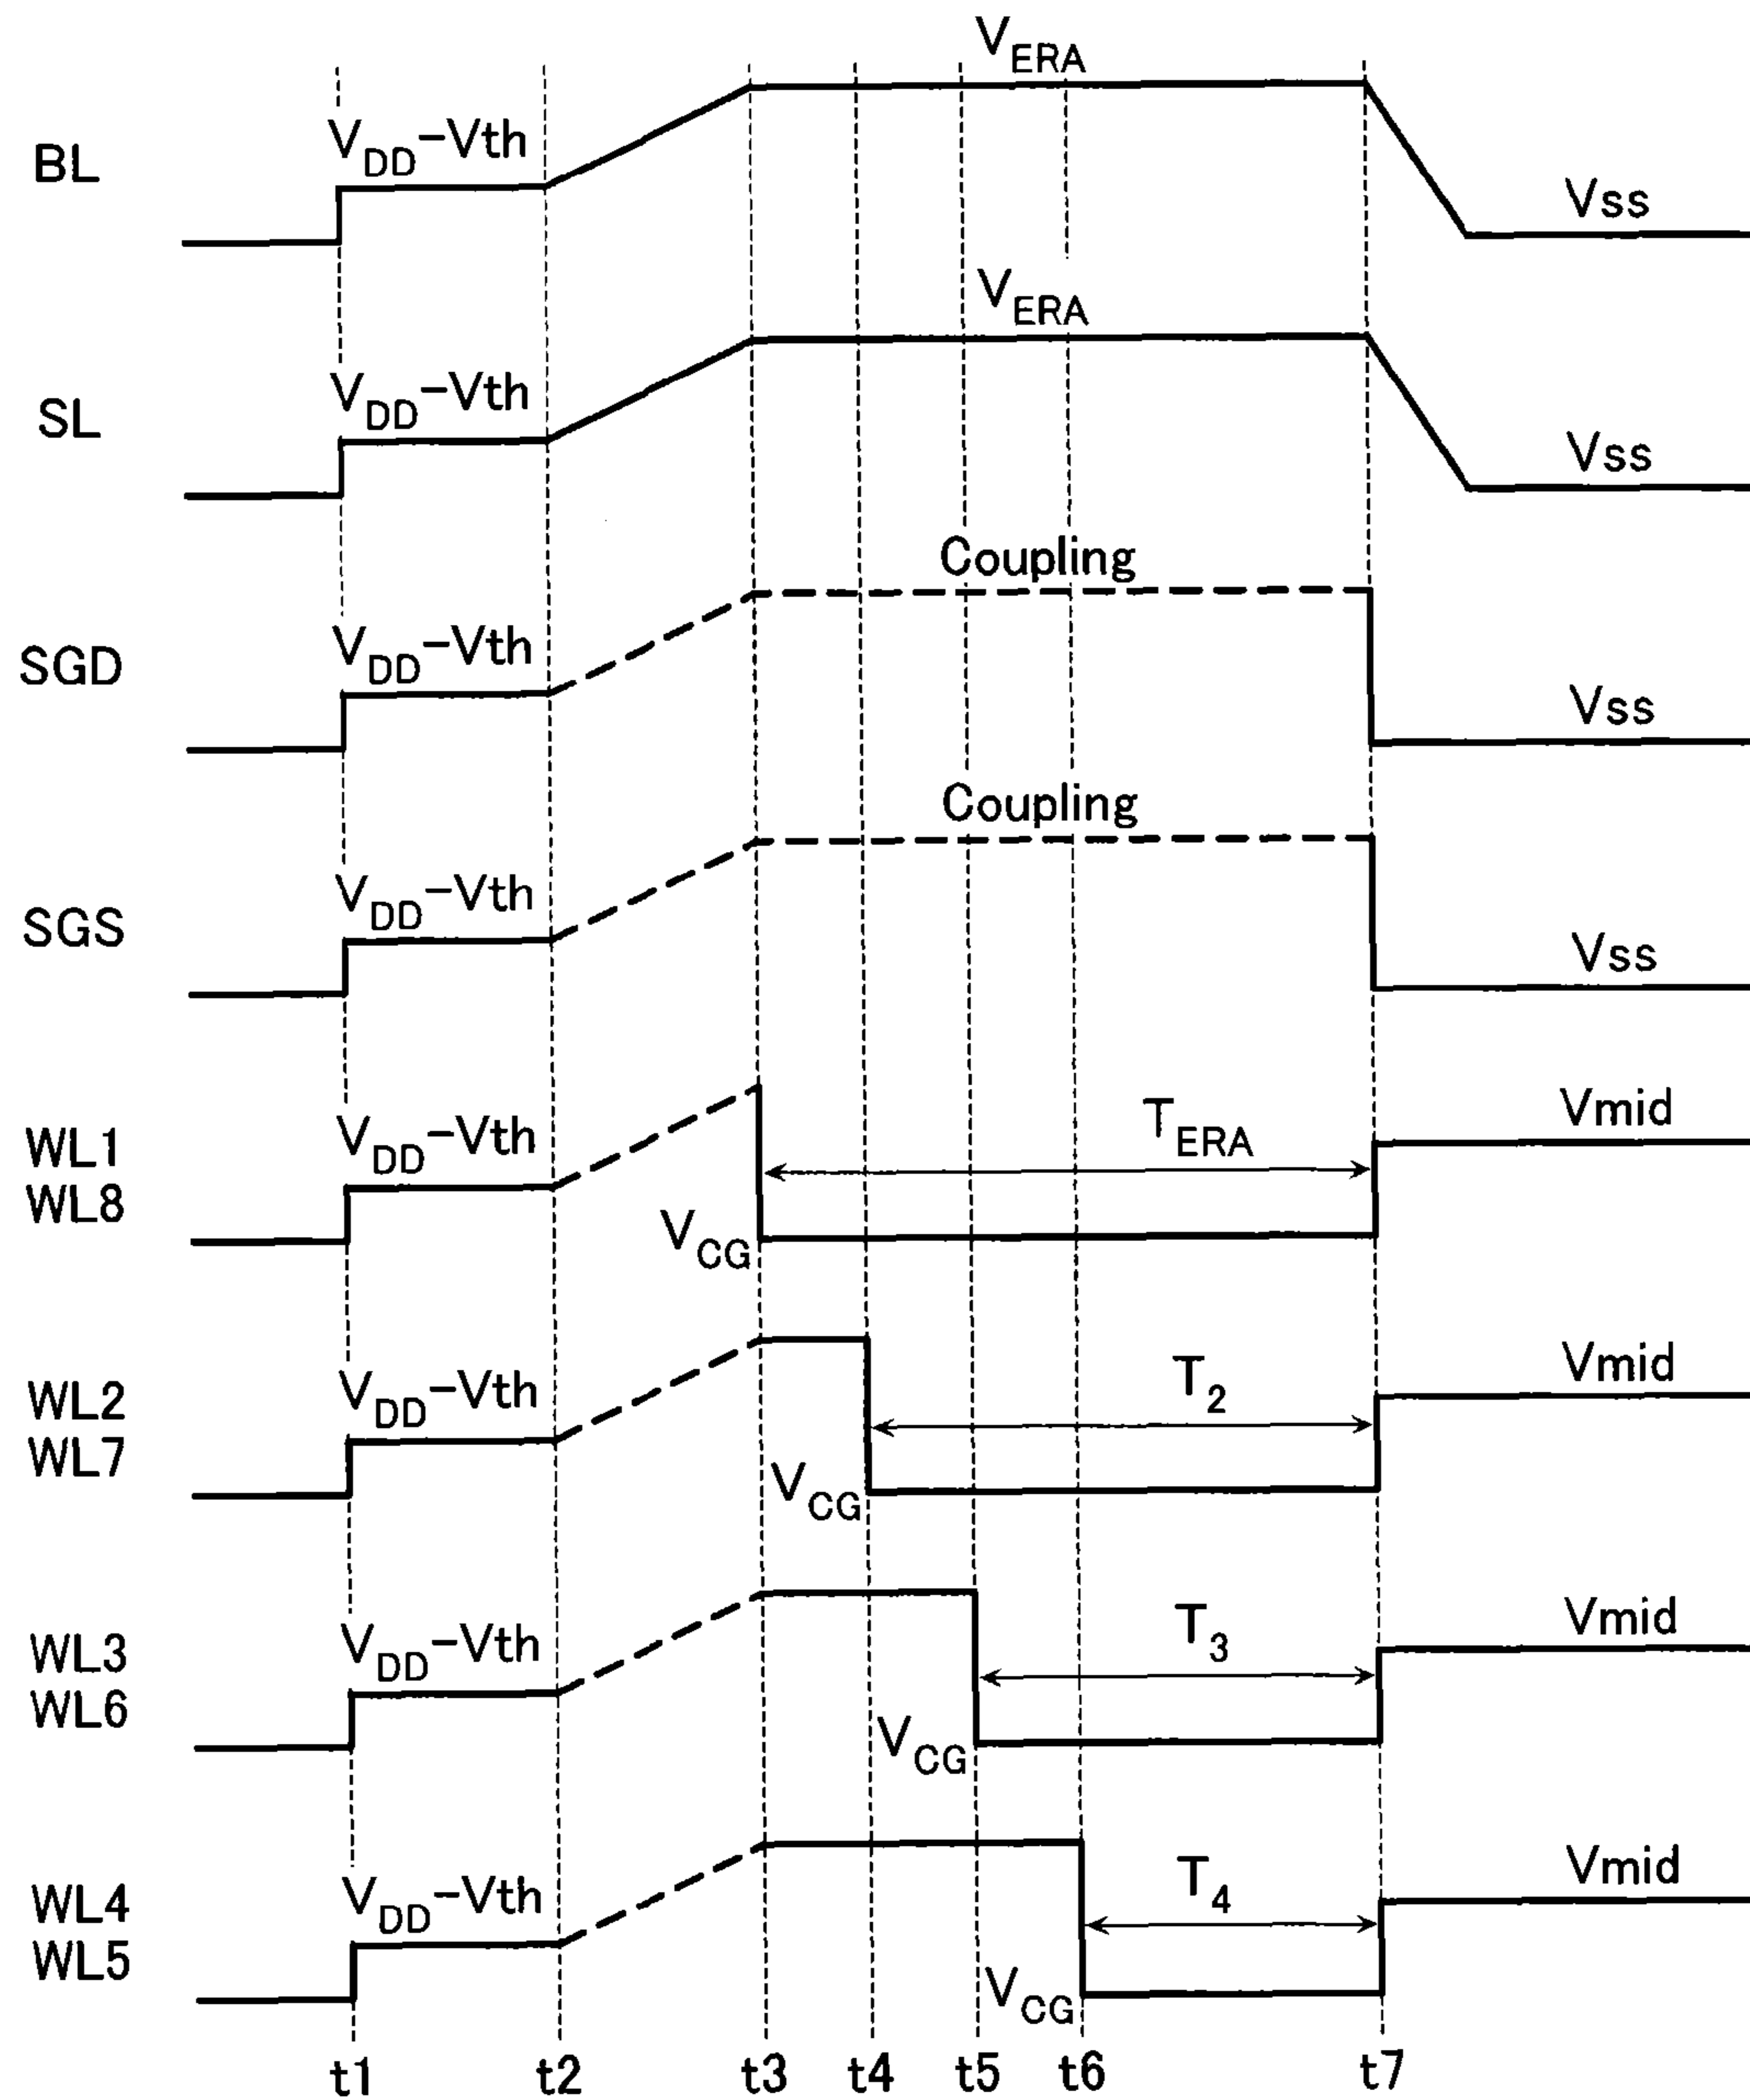 V_ERA
V_DD-Vth
BL
Vss
V_ERA
V_DD-Vth
SL
Vss
Coupling
V_DD-Vth
SGD
Vss
Coupling
V_DD-Vth
SGS
Vss
WL1
WL8
V_DD-Vth
T_ERA
Vmid
V_CG
WL2
WL7
V_DD-Vth
T_2
Vmid
V_CG
WL3
WL6
V_DD-Vth
T_3
Vmid
V_CG
WL4
WL5
V_DD-Vth
T_4
Vmid
V_CG
t1 t2 t3 t4 t5 t6 t7